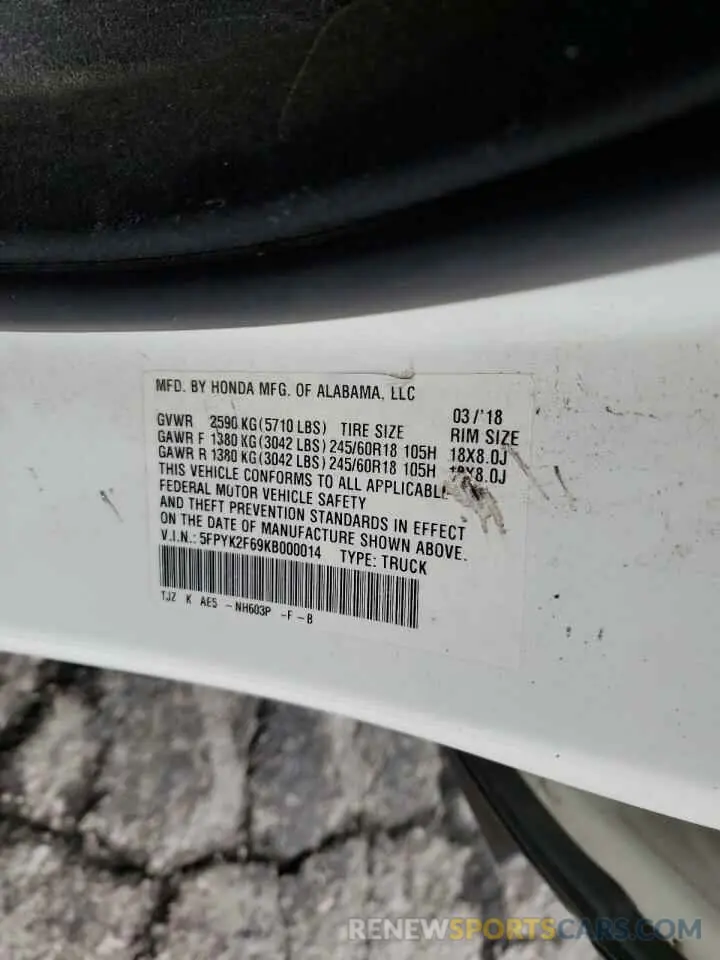 MFD. BY HONDA MFG. OF ALABAMA, LLC
03/'18
GVWR 2590 KG(5710 LBS) TIRE SIZE RIM SIZE
GAWR F 1380 KG(3042 LBS) 245/60R18 105H 18X8.0J
GAWR R 1380 KG(3042 LBS) 245/60R18 105H 18X8.0J
THIS VEHICLE CONFORMS TO ALL APPLICABLE
FEDERAL MOTOR VEHICLE SAFETY
AND THEFT PREVENTION STANDARDS IN EFFECT
ON THE DATE OF MANUFACTURE SHOWN ABOVE.
V.I.N.: 5FPYK2F69KB000014 TYPE: TRUCK
TJZ K AE5 -NH603P -F-B
RENEWSPORTSCARS.COM